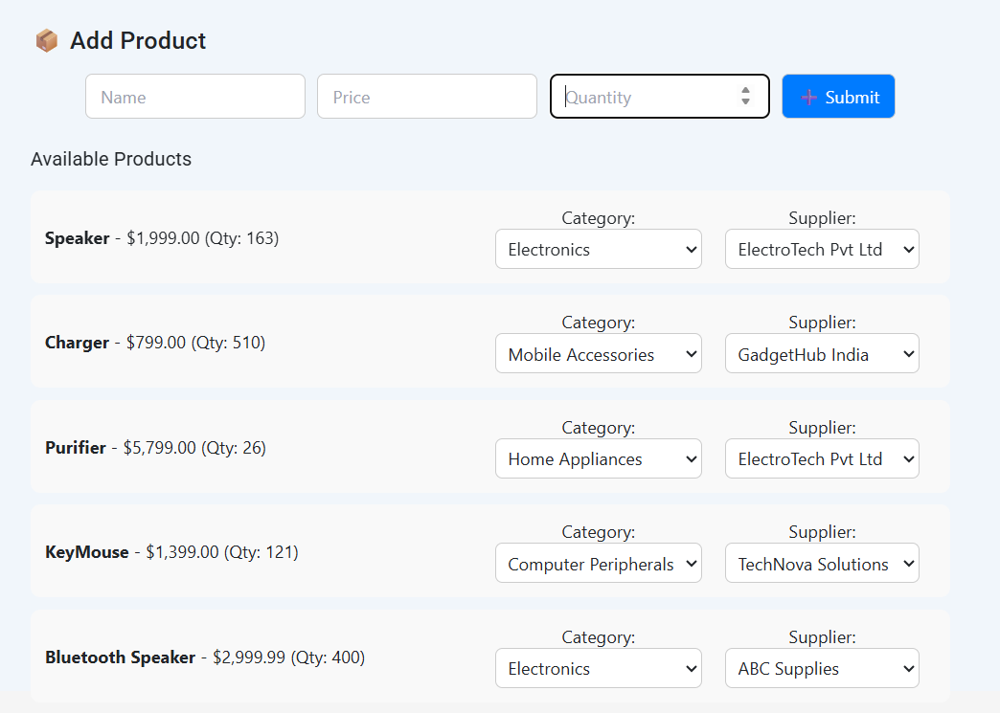 📦 Add Product
Name Price Quantity ➕ Submit
Available Products
Category: Supplier:
Speaker - $1,999.00 (Qty: 163) Electronics ElectroTech Pvt Ltd
Category: Supplier:
Charger - $799.00 (Qty: 510) Mobile Accessories GadgetHub India
Category: Supplier:
Purifier - $5,799.00 (Qty: 26) Home Appliances ElectroTech Pvt Ltd
Category: Supplier:
KeyMouse - $1,399.00 (Qty: 121) Computer Peripherals TechNova Solutions
Category: Supplier:
Bluetooth Speaker - $2,999.99 (Qty: 400) Electronics ABC Supplies